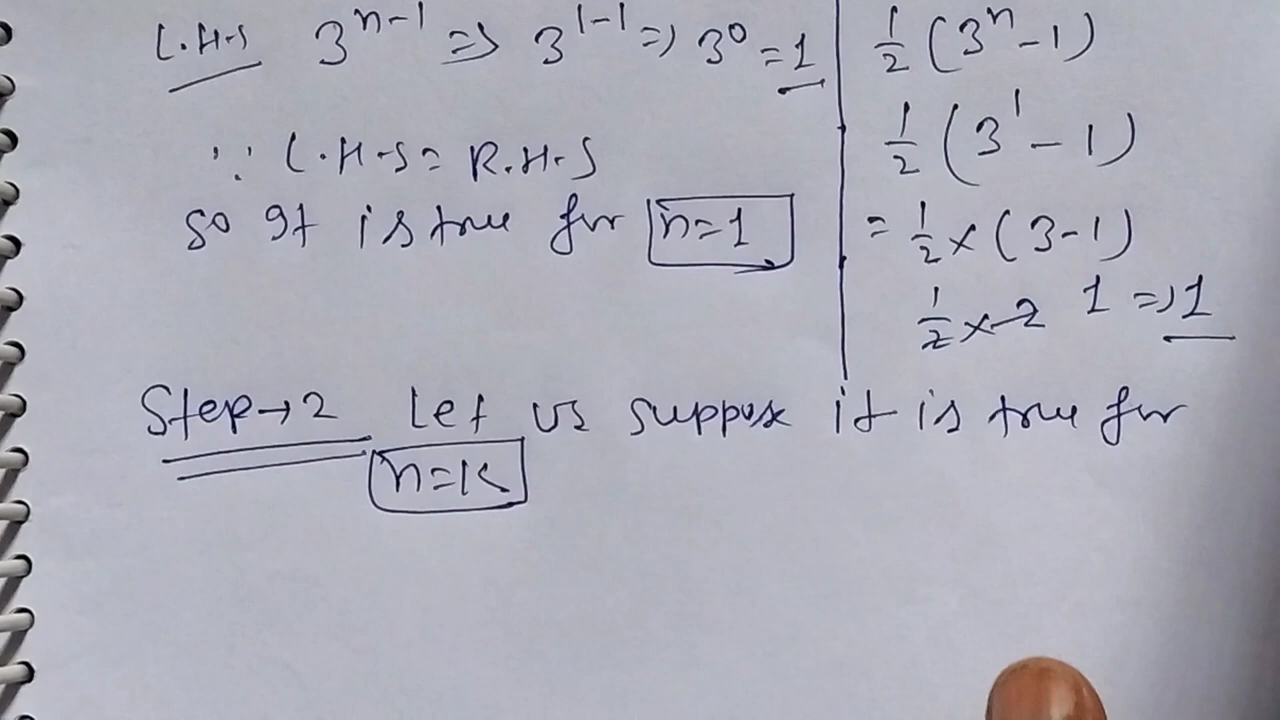 L.H.S 3^{n-1} => 3^{1-1} => 3^0 = 1
∵ L.H.S = R.H.S
so It is true for n=1
1/2 (3^n - 1)
1/2 (3^1 - 1)
= 1/2 × (3-1)
1/2 × 2 1 => 1
Step→2 Let us suppose it is true for
n=K